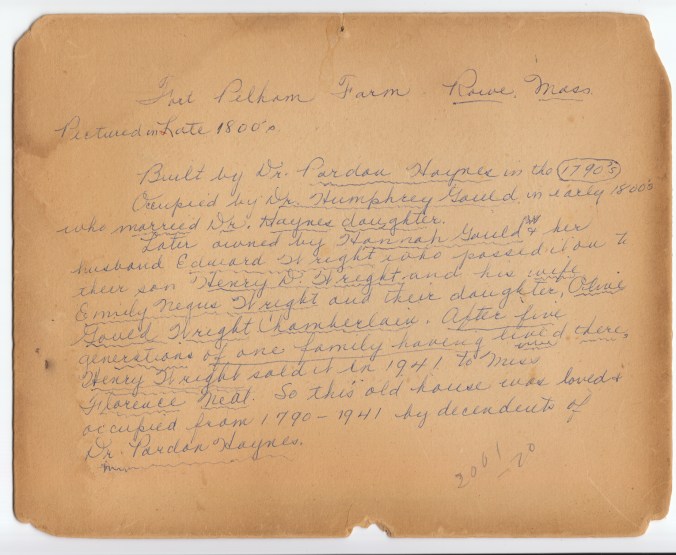 Fort Pelham Farm. Rowe, Mass.
Pictured in Late 1800's.
Built by Dr. Pardon Haynes in the 1790's
Occupied by Dr. Humphrey Gould in early 1800's
who married Dr. Haynes daughter.
Later owned by Hannah Gould & her
husband Edward Wright who passed it on to
their son Henry D. Wright and his wife
Emily Negus Wright and their daughter, Olive
Gould Wright Chamberlain. After five
generations of one family having lived there,
Henry Wright sold it in 1941 to Miss
Florence Neal. So this old house was loved &
occupied from 1790-1941 by decendents of
Dr. Pardon Haynes.
2001-20